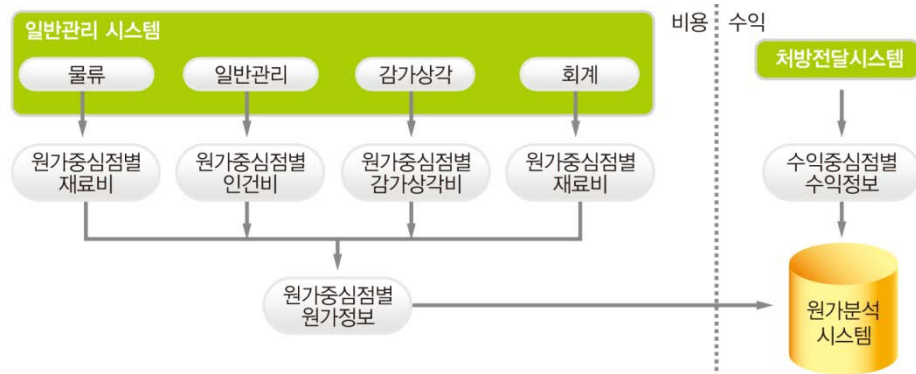 일반관리 시스템
비용
수익
물류
일반관리
감가상각
회계
처방전달시스템
원가중심점별
재료비
원가중심점별
인건비
원가중심점별
감가상각비
원가중심점별
재료비
수익중심점별
수익정보
원가중심점별
원가정보
원가분석
시스템